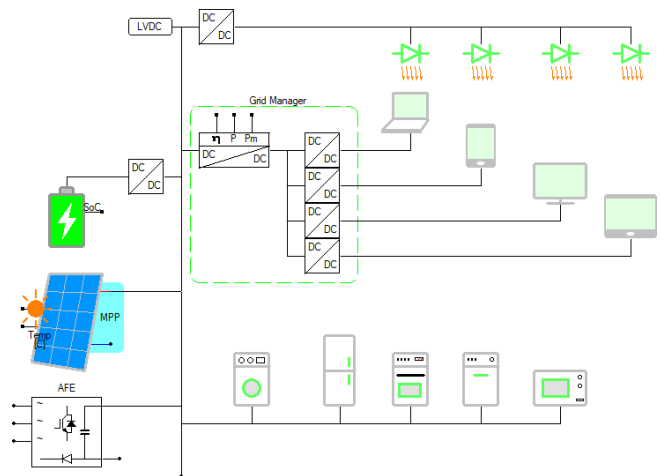 LVDC
DC
DC
Grid Manager
η P Pm
DC
DC
DC
DC
DC
DC
DC
DC
DC
DC
DC
DC
SoC
MPP
Temp
[C]
AFE
~
~
~